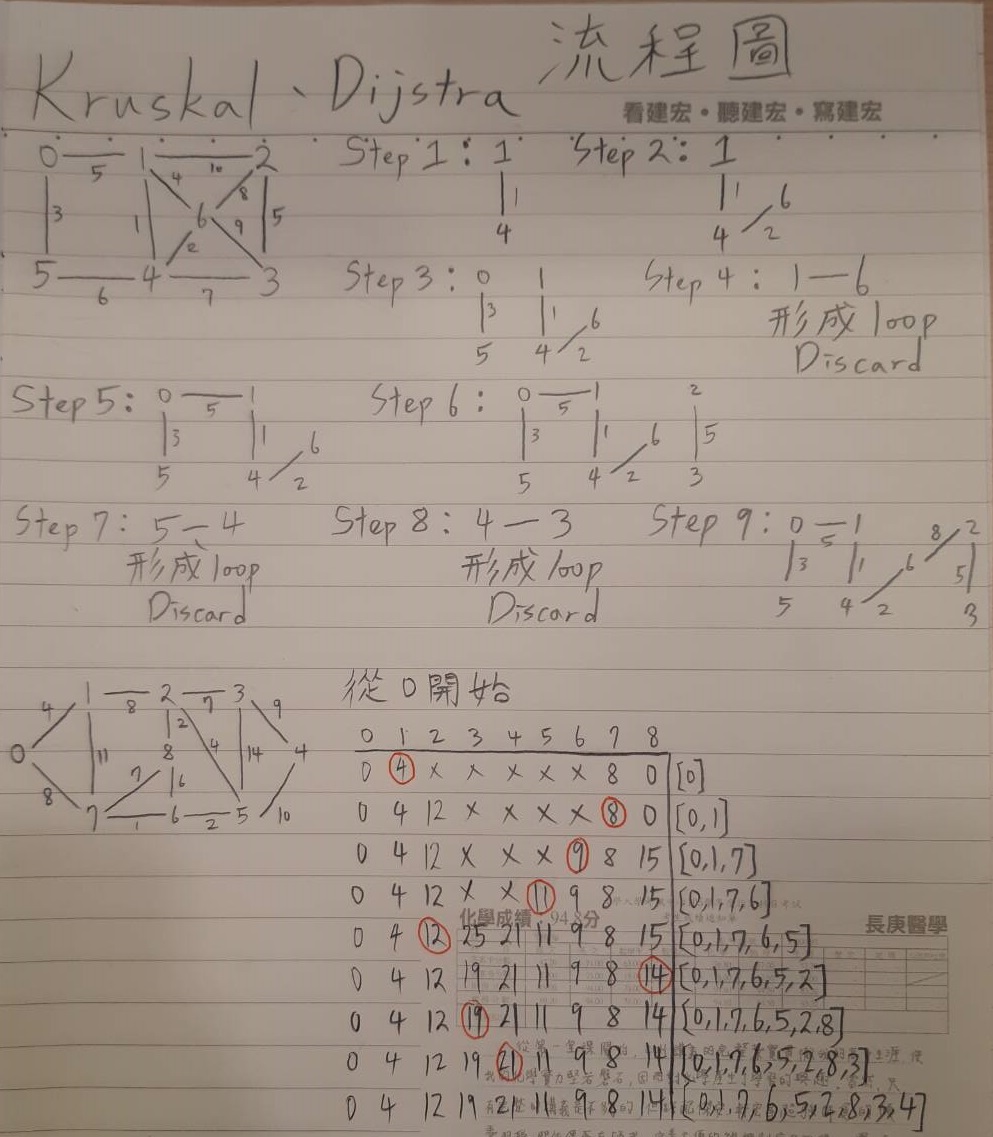 Kruskal、Dijstra 流程圖
看建宏・聽建宏・寫建宏
0 5 1 10 2
3 1 4 6 8 9 5
2
5 6 4 7 3
Step 1: 1
1
4
Step 2: 1
1 6
4 2
Step 3: 0 1
3 1 6
5 4 2
Step 4: 1 — 6
形成 loop
Discard
Step 5: 0 5 1
3 1 6
5 4 2
Step 6: 0 5 1 2
3 1 6 5
5 4 2 3
Step 7: 5 — 4
形成 loop
Discard
Step 8: 4 — 3
形成 loop
Discard
Step 9: 0 5 1 8 2
3 1 6 5
5 4 2 3
1 8 2 7 3
4 2 9
0 11 8 4 14 4
8 7 6
7 1 6 2 5 10
從 0 開始
0 1 2 3 4 5 6 7 8
0 4 x x x x x 8 0 [0]
0 4 12 x x x x 8 0 [0,1]
0 4 12 x x x 9 8 15 [0,1,7]
0 4 12 x x 11 9 8 15 [0,1,7,6]
化學成績 94.8分
長庚醫學
0 4 12 25 21 11 9 8 15 [0,1,7,6,5]
0 4 12 19 21 11 9 8 14 [0,1,7,6,5,2]
0 4 12 19 21 11 9 8 14 [0,1,7,6,5,2,8]
0 4 12 19 21 11 9 8 14 [0,1,7,6,5,2,8,3]
0 4 12 19 21 11 9 8 14 [0,1,7,6,5,2,8,3,4]